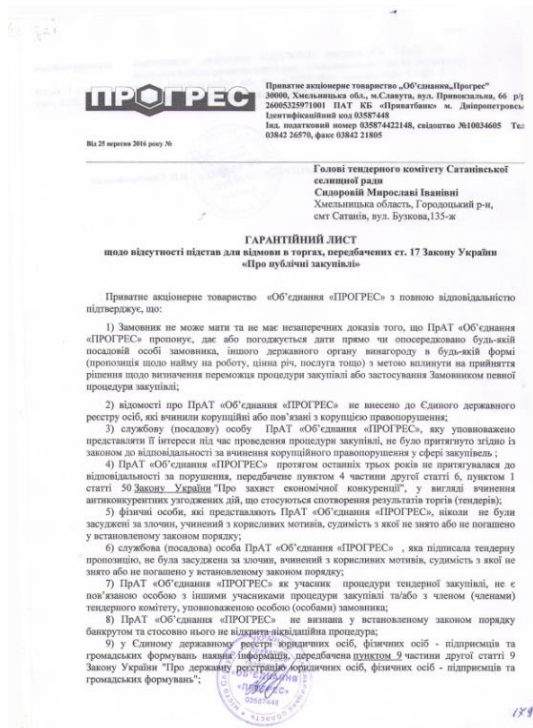 ПРОГРЕС
Приватне акціонерне товариство „Об'єднання„Прогрес"
30000, Хмельницька обл., м.Славута, вул. Привокзальна, 66 р/р
26005325971001 ПАТ КБ «Приватбанк» м. Дніпропетровськ
Ідентифікаційний код 03587448
Інд. податковий номер 035874422148, свідоцтво №10034605 Тел
03842 26570, факс 03842 21805
Від 25 вересня 2016 року №
Голові тендерного комітету Сатанівської
селищної ради
Сидоровій Мирославі Іванівні
Хмельницька область, Городоцький р-н,
смт Сатанів, вул. Бузкова,135-ж
ГАРАНТІЙНИЙ ЛИСТ
щодо відсутності підстав для відмови в торгах, передбачених ст. 17 Закону України
«Про публічні закупівлі»
Приватне акціонерне товариство «Об'єднання «ПРОГРЕС» з повною відповідальністю
підтверджує, що:
1) Замовник не може мати та не має незаперечних доказів того, що ПрАТ «Об'єднання
«ПРОГРЕС» пропонує, дає або погоджується дати прямо чи опосередковано будь-якій
посадовій особі замовника, іншого державного органу винагороду в будь-якій формі
(пропозиція щодо найму на роботу, цінна річ, послуга тощо) з метою вплинути на прийняття
рішення щодо визначення переможця процедури закупівлі або застосування Замовником певної
процедури закупівлі;
2) відомості про ПрАТ «Об'єднання «ПРОГРЕС» не внесено до Єдиного державного
реєстру осіб, які вчинили корупційні або пов'язані з корупцією правопорушення;
3) службову (посадову) особу ПрАТ «Об'єднання «ПРОГРЕС», яку уповноважено
представляти її інтереси під час проведення процедури закупівлі, не було притягнуто згідно із
законом до відповідальності за вчинення корупційного правопорушення у сфері закупівель ;
4) ПрАТ «Об'єднання «ПРОГРЕС» протягом останніх трьох років не притягувалася до
відповідальності за порушення, передбачене пунктом 4 частини другої статті 6, пунктом 1
статті 50 Закону України "Про захист економічної конкуренції", у вигляді вчинення
антиконкурентних узгоджених дій, що стосуються спотворення результатів торгів (тендерів);
5) фізичні особи, які представляють ПрАТ «Об'єднання «ПРОГРЕС», ніколи не були
засуджені за злочин, учинений з корисливих мотивів, судимість з якої не знято або не погашено
у встановленому законом порядку;
6) службова (посадова) особа ПрАТ «Об'єднання «ПРОГРЕС» , яка підписала тендерну
пропозицію, не була засуджена за злочин, вчинений з корисливих мотивів, судимість з якої не
знято або не погашено у встановленому законом порядку;
7) ПрАТ «Об'єднання «ПРОГРЕС» як учасник процедури тендерної закупівлі, не є
пов'язаною особою з іншими учасниками процедури закупівлі та/або з членом (членами)
тендерного комітету, уповноваженою особою (особами) замовника;
8) ПрАТ «Об'єднання «ПРОГРЕС» не визнана у встановленому законом порядку
банкрутом та стосовно нього не відкрита ліквідаційна процедура;
9) у Єдиному державному реєстрі юридичних осіб, фізичних осіб - підприємців та
громадських формувань наявна інформація, передбачена пунктом 9 частини другої статті 9
Закону України "Про державну реєстрацію юридичних осіб, фізичних осіб - підприємців та
громадських формувань";
ОБ'ЄДНАННЯ
«ПРОГРЕС»
03587448
179